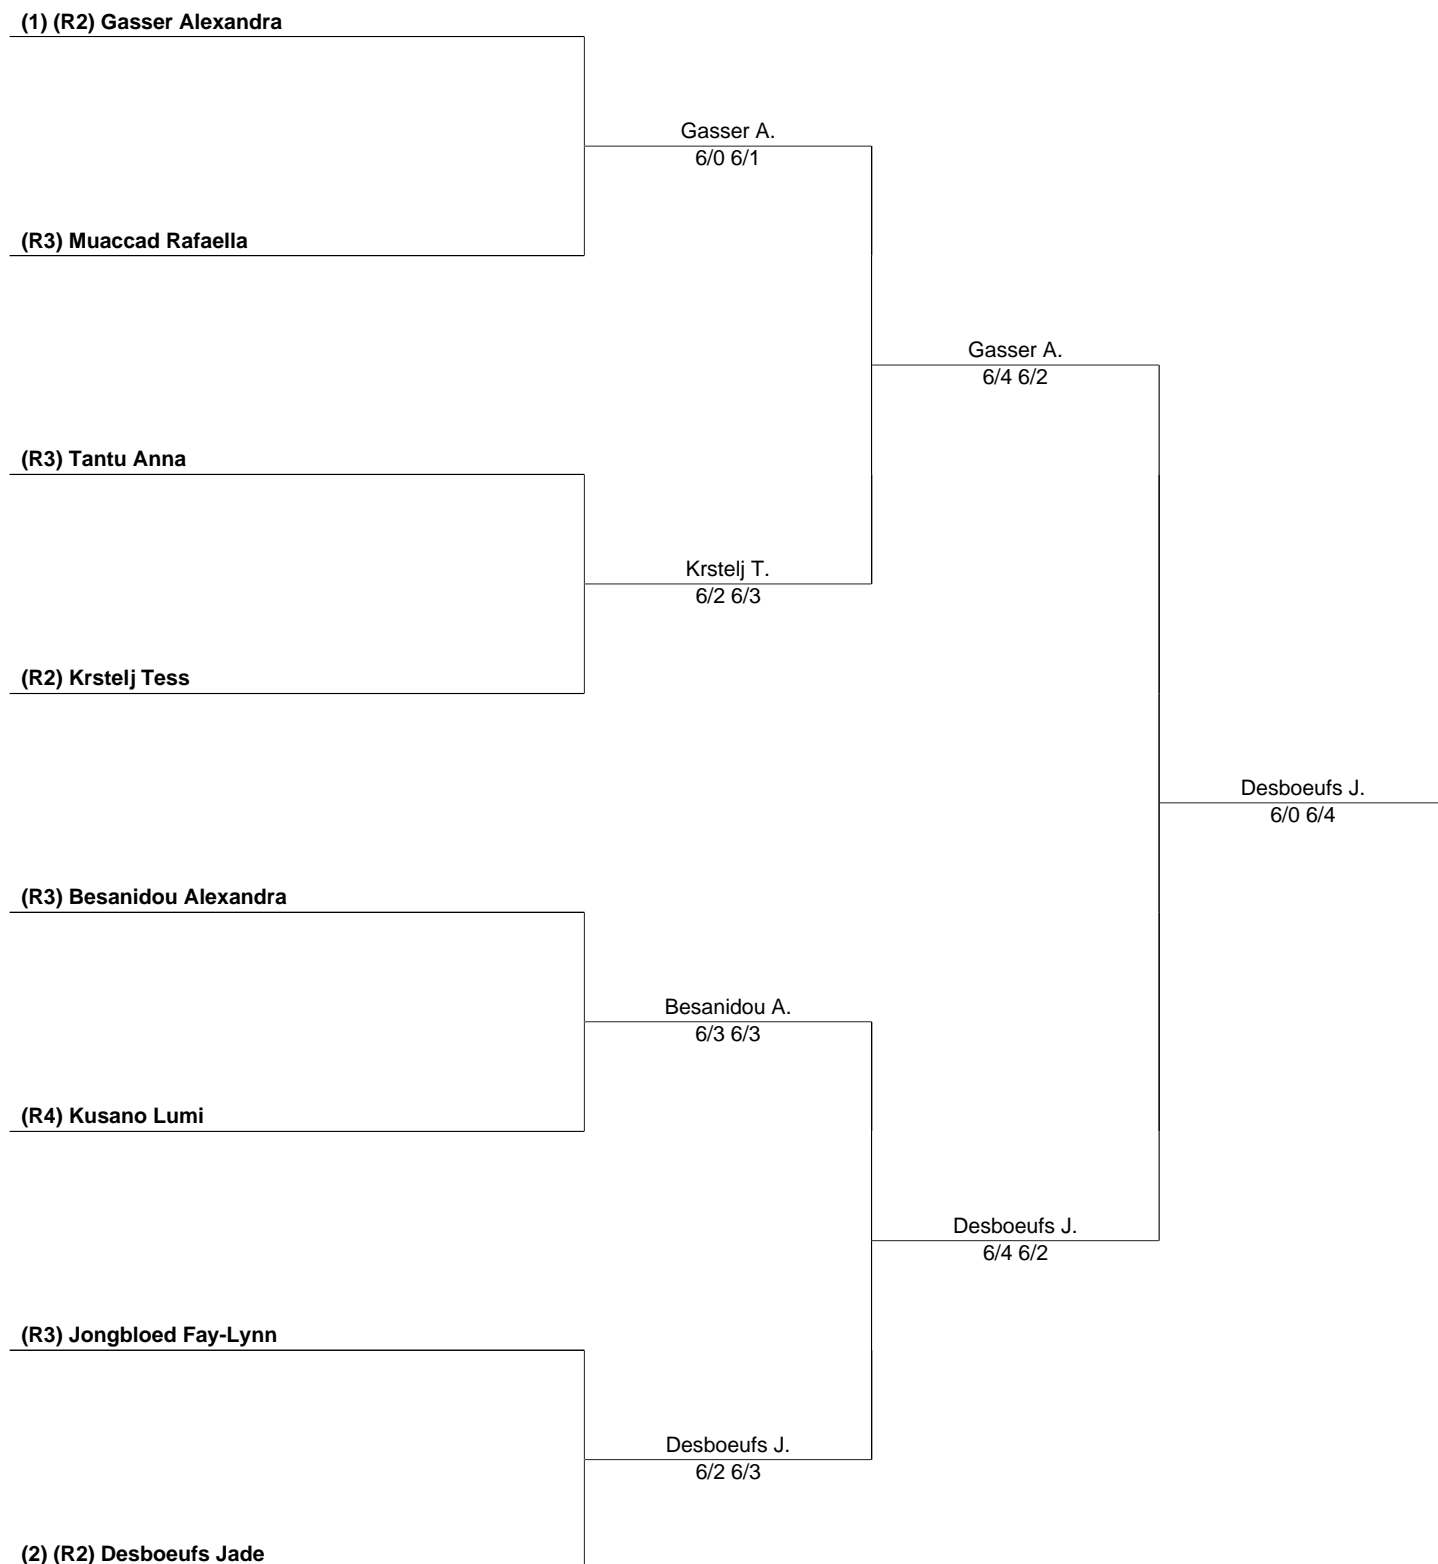 (1) (R2) Gasser Alexandra
Gasser A.
6/0 6/1
(R3) Muaccad Rafaella
Gasser A.
6/4 6/2
(R3) Tantu Anna
Krstelj T.
6/2 6/3
(R2) Krstelj Tess
Desboeufs J.
6/0 6/4
(R3) Besanidou Alexandra
Besanidou A.
6/3 6/3
(R4) Kusano Lumi
Desboeufs J.
6/4 6/2
(R3) Jongbloed Fay-Lynn
Desboeufs J.
6/2 6/3
(2) (R2) Desboeufs Jade